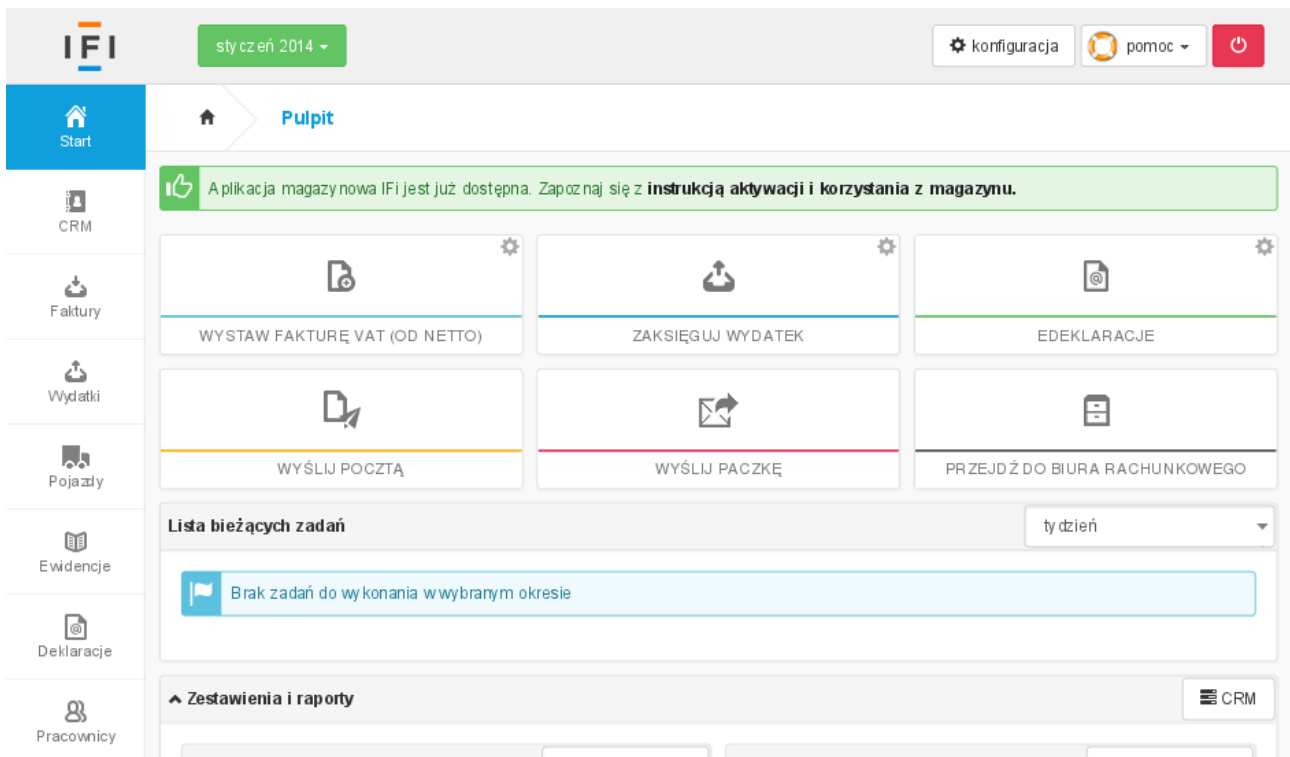 IFI
styczeń 2014
konfiguracja
pomoc
Start
Pulpit
Aplikacja magazynowa IFi jest już dostępna. Zapoznaj się z instrukcją aktywacji i korzystania z magazynu.
CRM
Faktury
WYSTAW FAKTURĘ VAT (OD NETTO)
ZAKSIĘGUJ WYDATEK
EDEKLARACJE
Wydatki
WYŚLIJ POCZTĄ
WYŚLIJ PACZKĘ
PRZEJDŹ DO BIURA RACHUNKOWEGO
Pojazdy
Lista bieżących zadań
tydzień
Ewidencje
Brak zadań do wykonania w wybranym okresie
Deklaracje
Zestawienia i raporty
CRM
Pracownicy